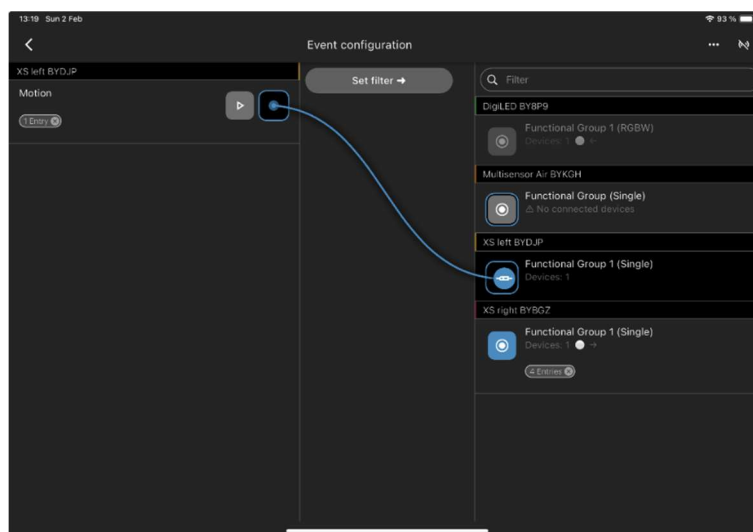 13:19 Sun 2 Feb
93 %
Event configuration
XS left BYDJP
Motion
1 Entry
Set filter →
Filter
DigiLED BY8P9
Functional Group 1 (RGBW)
Devices: 1 ←
Multisensor Air BYKGH
Functional Group (Single)
⚠ No connected devices
XS left BYDJP
Functional Group 1 (Single)
Devices: 1
XS right BYBGZ
Functional Group 1 (Single)
Devices: 1 →
4 Entries